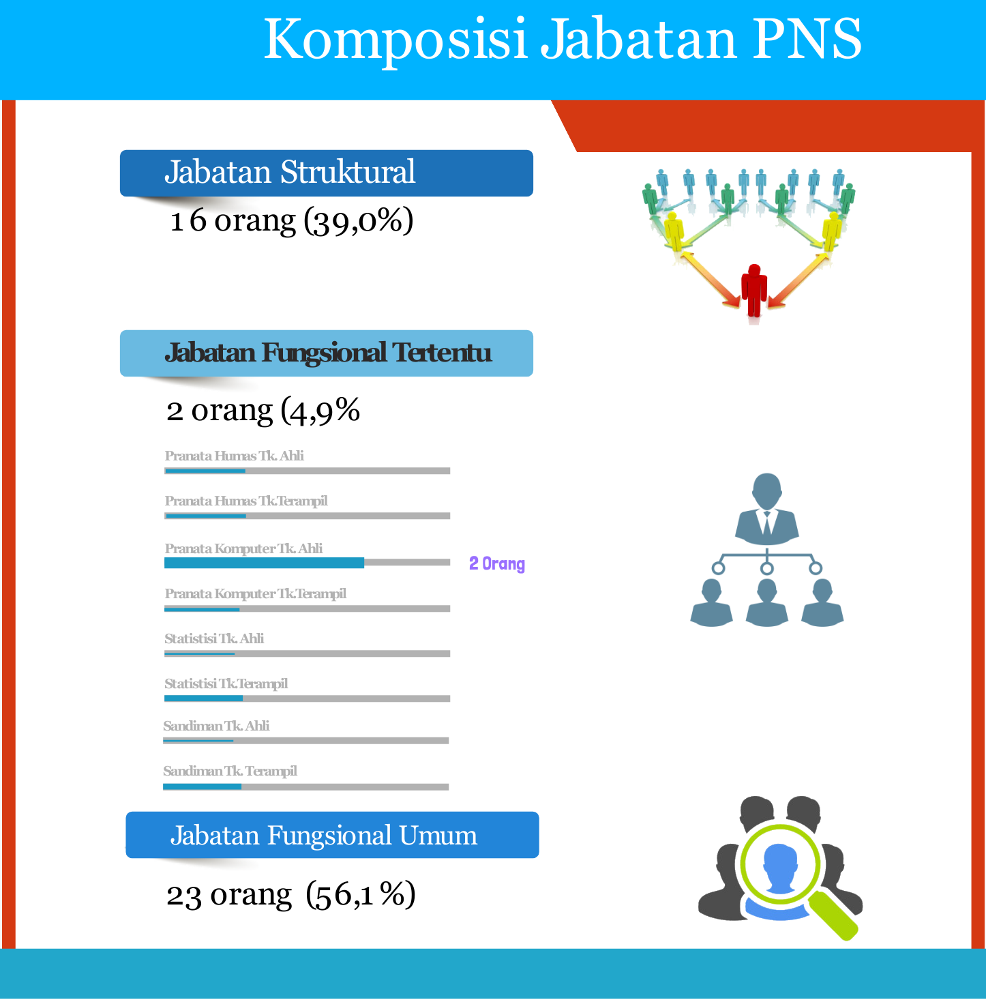 Komposisi Jabatan PNS
Jabatan Struktural
16 orang (39,0%)
Jabatan Fungsional Tertentu
2 orang (4,9%
Pranata Humas Tk. Ahli
Pranata Humas Tk.Terampil
Pranata Komputer Tk. Ahli
2 Orang
Pranata Komputer Tk.Terampil
Statistisi Tk. Ahli
Statistisi Tk.Terampil
Sandiman Tk. Ahli
Sandiman Tk. Terampil
Jabatan Fungsional Umum
23 orang (56,1%)